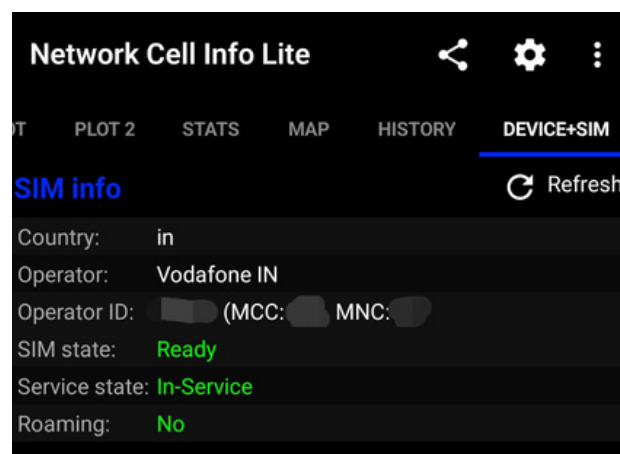 Network Cell Info Lite
OT PLOT 2 STATS MAP HISTORY DEVICE+SIM
SIM info Refresh
Country: in
Operator: Vodafone IN
Operator ID: (MCC: MNC:
SIM state: Ready
Service state: In-Service
Roaming: No